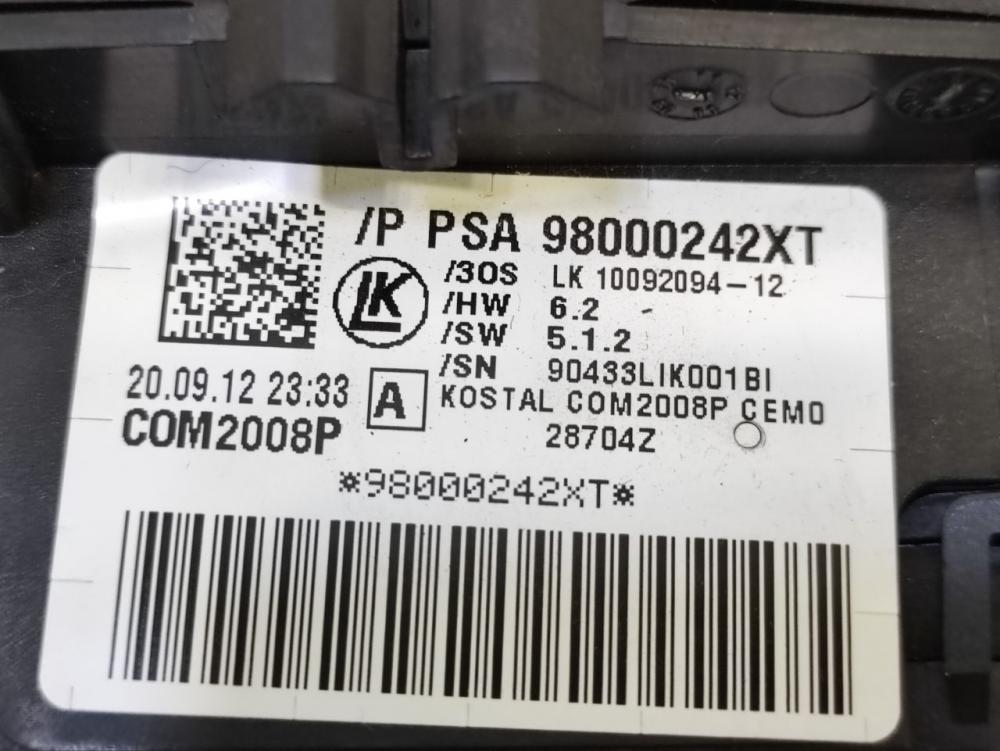 /P PSA 98000242XT
LK
/3OS LK 10092094-12
/HW 6.2 -
/SW 5.1.2
/SN 90433LIK001BI
20.09.12 23:33
A
KOSTAL COM2008P CEM0
COM2008P
28704Z
*98000242XT*